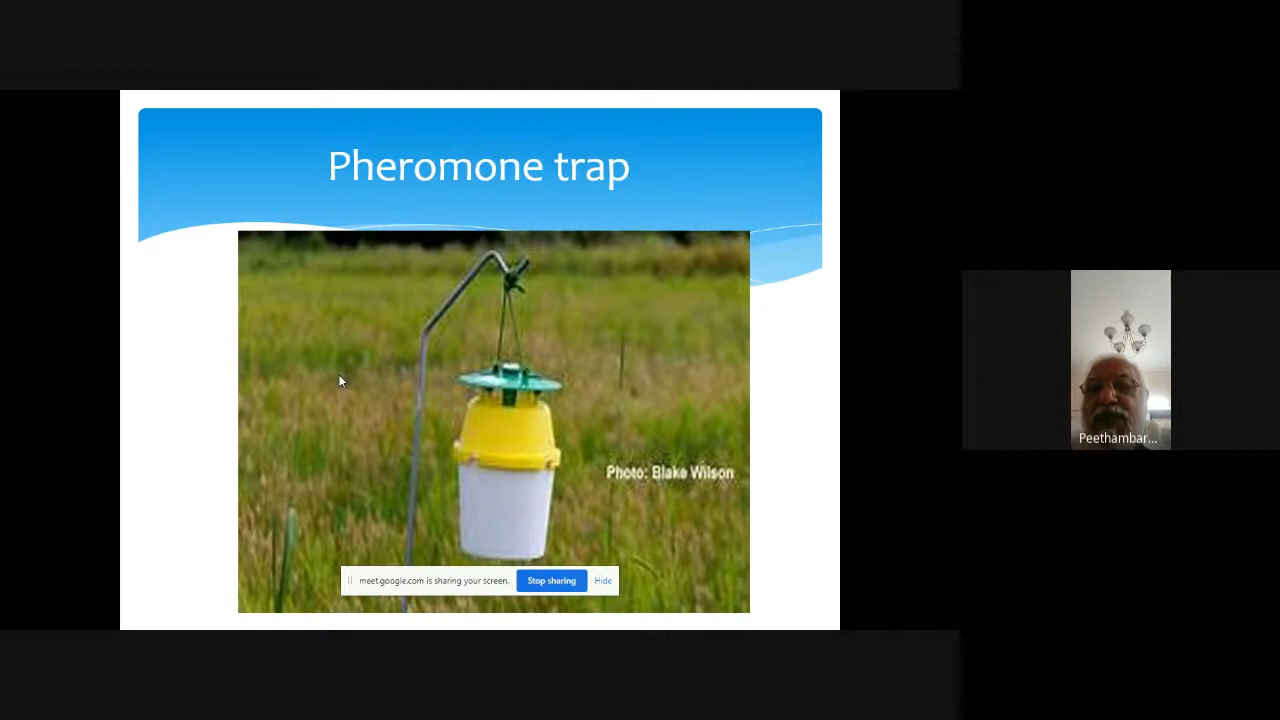 Pheromone trap
Photo: Blake Wilson
meet.google.com is sharing your screen.
Stop sharing
Hide
Peethambar...